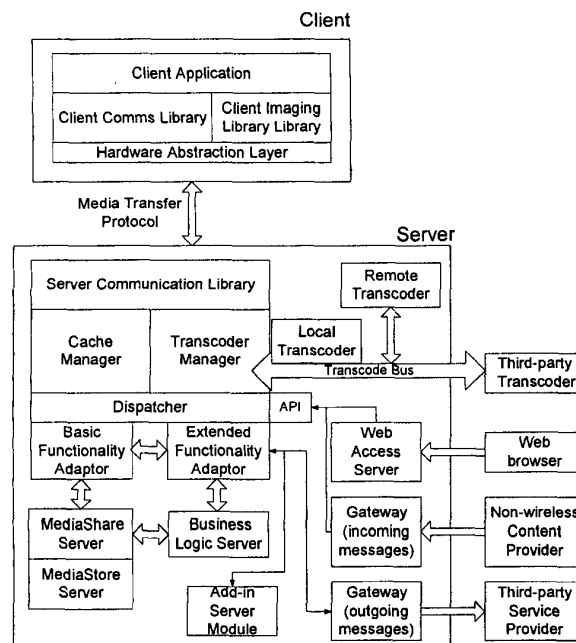 Client
Client Application
Client Comms Library
Client Imaging
Library Library
Hardware Abstraction Layer
Media Transfer
Protocol
Server
Server Communication Library
Remote
Transcoder
Cache
Manager
Transcoder
Manager
Local
Transcoder
Transcode Bus
Third-party
Transcoder
Dispatcher
API
Basic
Functionality
Adaptor
Extended
Functionality
Adaptor
Web
Access
Server
Web
browser
MediaShare
Server
Business
Logic Server
Gateway
(incoming
messages)
Non-wireless
Content
Provider
MediaStore
Server
Add-in
Server
Module
Gateway
(outgoing
messages)
Third-party
Service
Provider